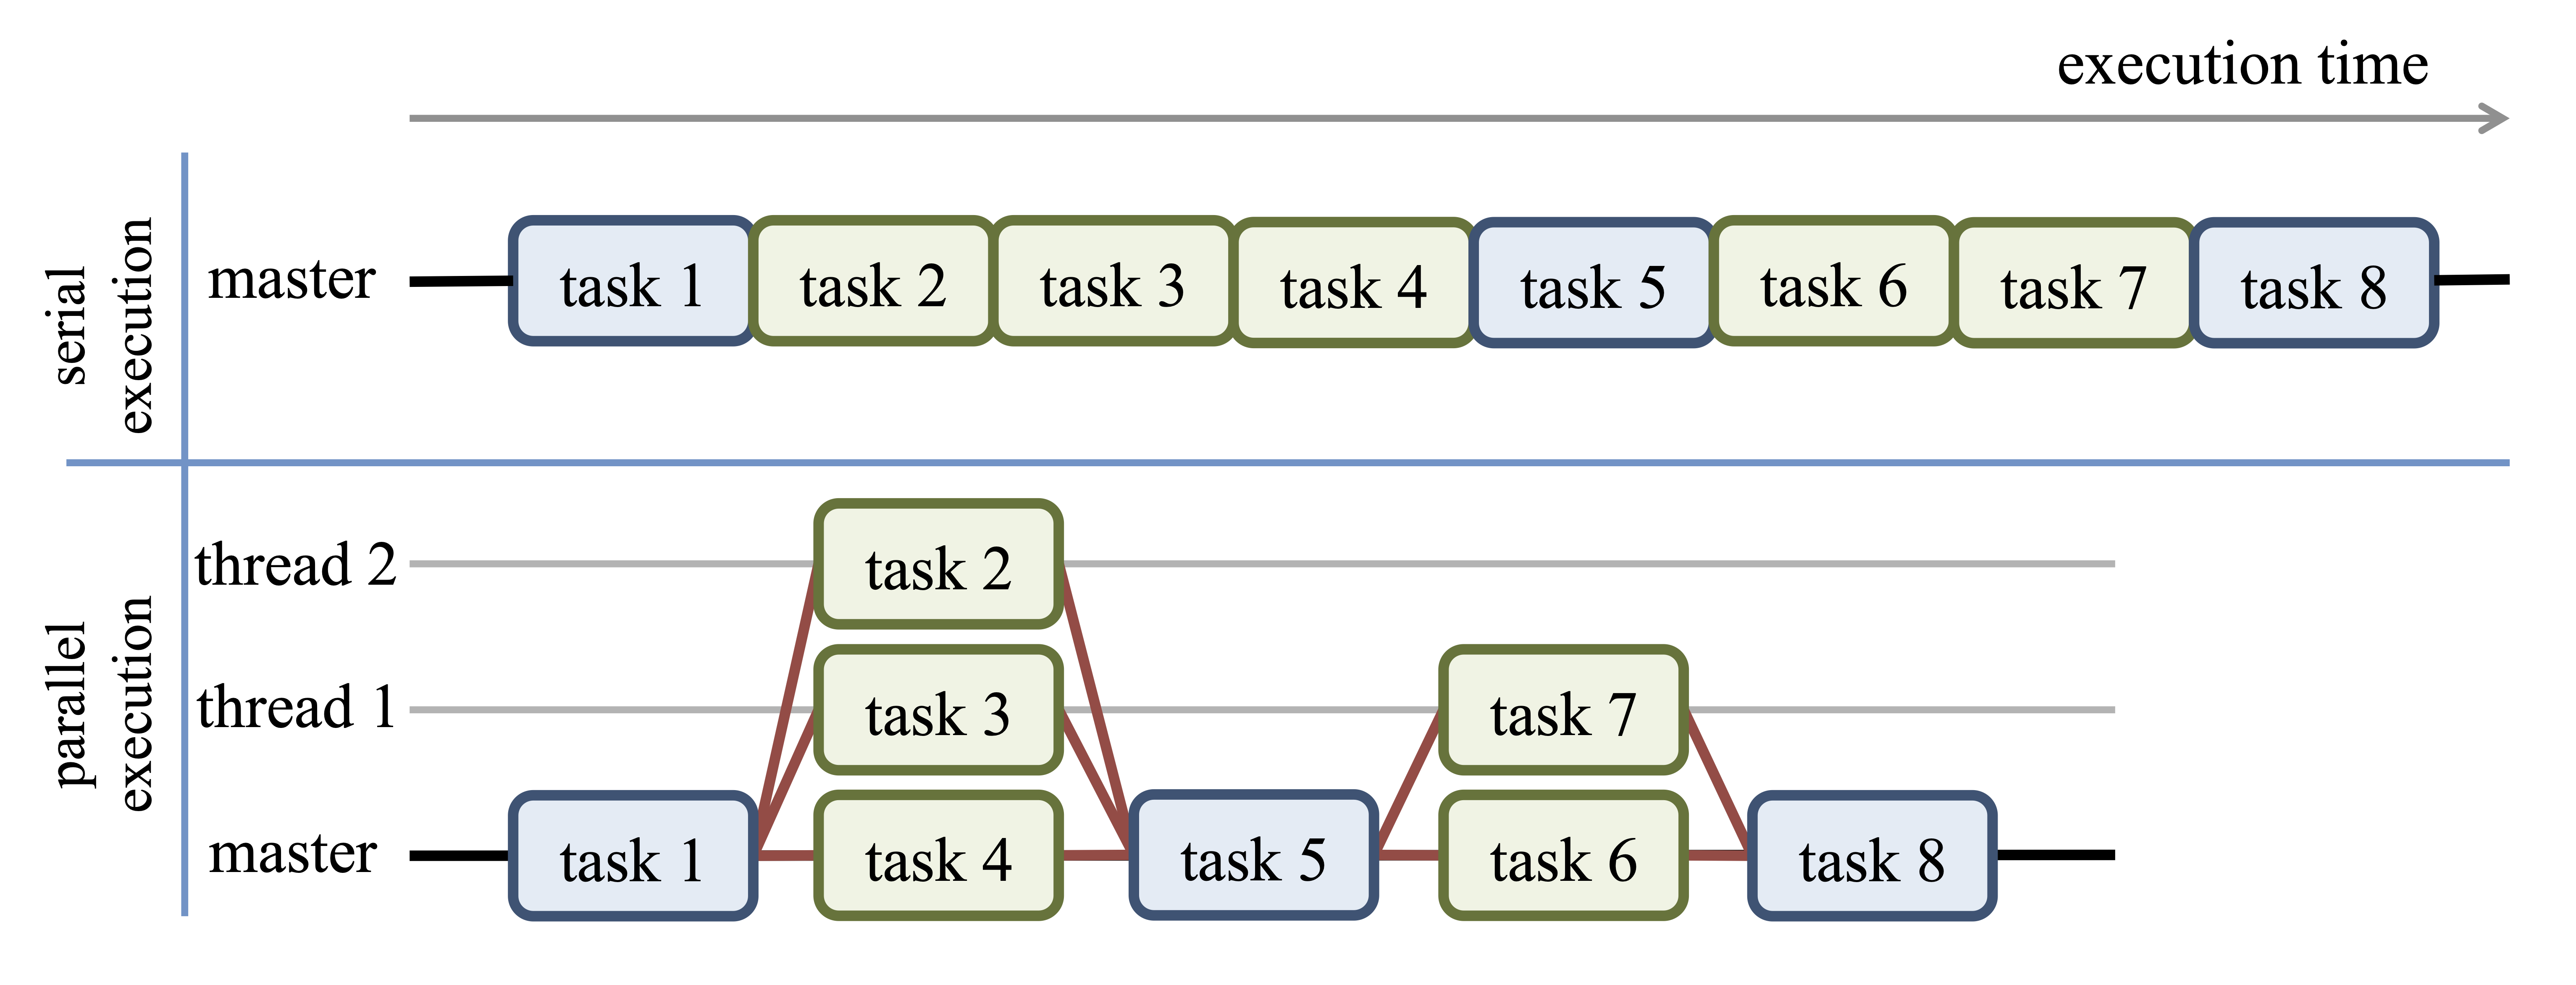 execution time
serial
execution
master
task 1
task 2
task 3
task 4
task 5
task 6
task 7
task 8
parallel
execution
thread 2
task 2
thread 1
task 3
task 7
master
task 1
task 4
task 5
task 6
task 8